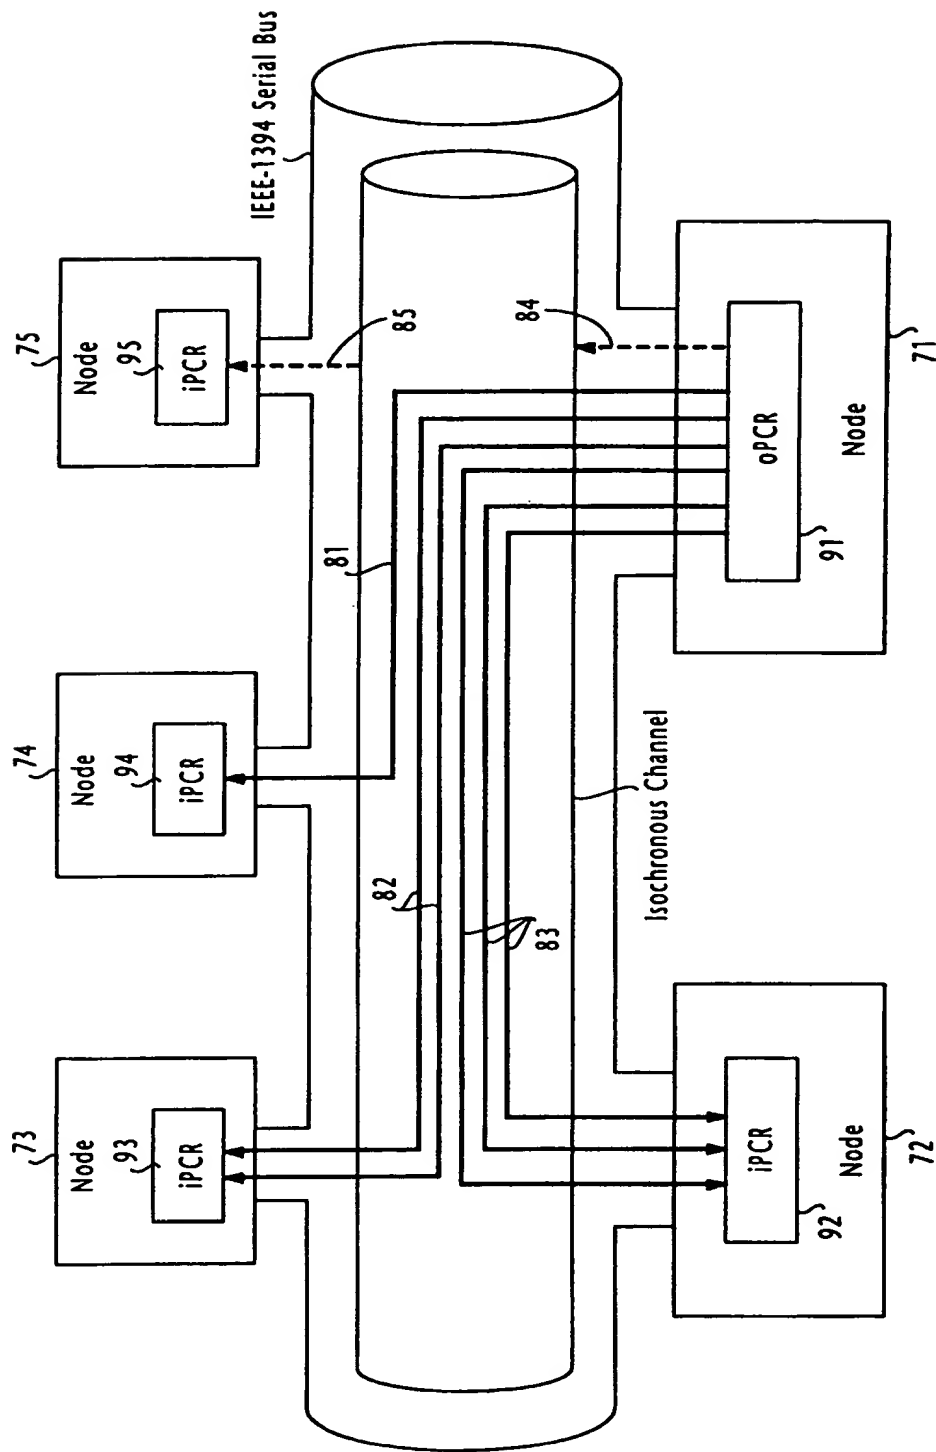 IEEE-1394 Serial Bus
73
Node
93
iPCR
74
Node
94
iPCR
75
Node
95
iPCR
85
81
82
83
84
Isochronous Channel
iPCR
92
Node
72
oPCR
91
Node
71